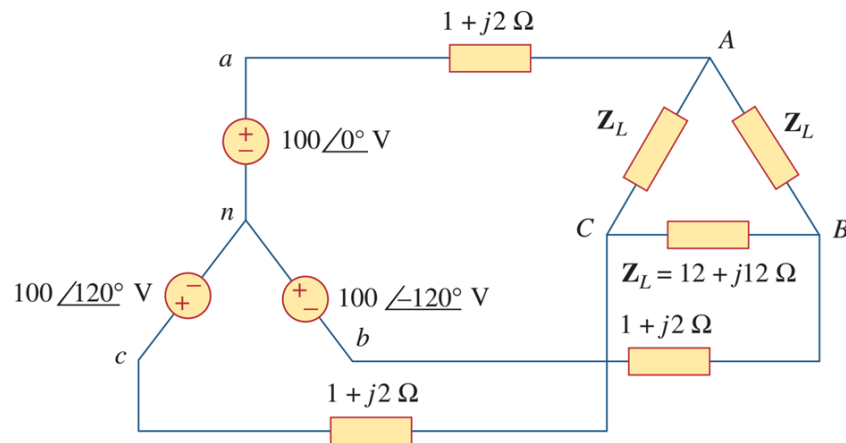 1 + j2 Ω
A
a
+
−
100 ∠0° V
Z_L
Z_L
n
C
B
100 ∠120° V
−
+
+
−
100 ∠−120° V
Z_L = 12 + j12 Ω
b
1 + j2 Ω
c
1 + j2 Ω